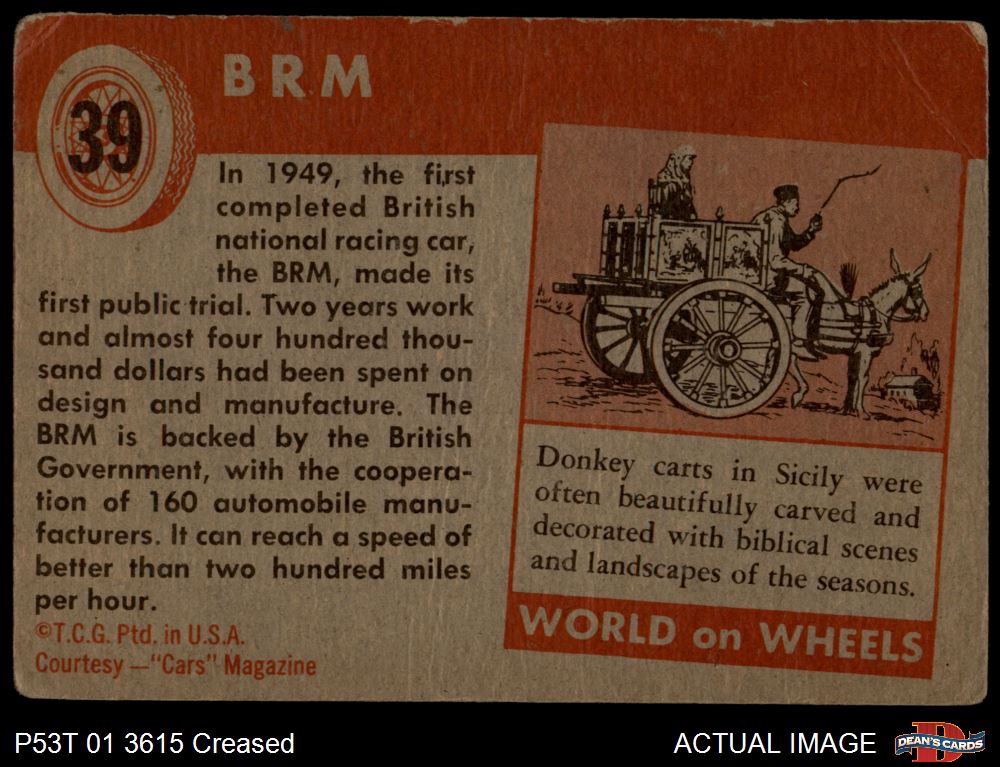 39
BRM
In 1949, the first
completed British
national racing car,
the BRM, made its
first public trial. Two years work
and almost four hundred thou-
sand dollars had been spent on
design and manufacture. The
BRM is backed by the British
Government, with the coopera-
tion of 160 automobile manu-
facturers. It can reach a speed of
better than two hundred miles
per hour.
©T.C.G. Ptd. in U.S.A.
Courtesy —"Cars" Magazine
Donkey carts in Sicily were
often beautifully carved and
decorated with biblical scenes
and landscapes of the seasons.
WORLD on WHEELS
P53T 01 3615 Creased
ACTUAL IMAGE
D
DEAN'S CARDS